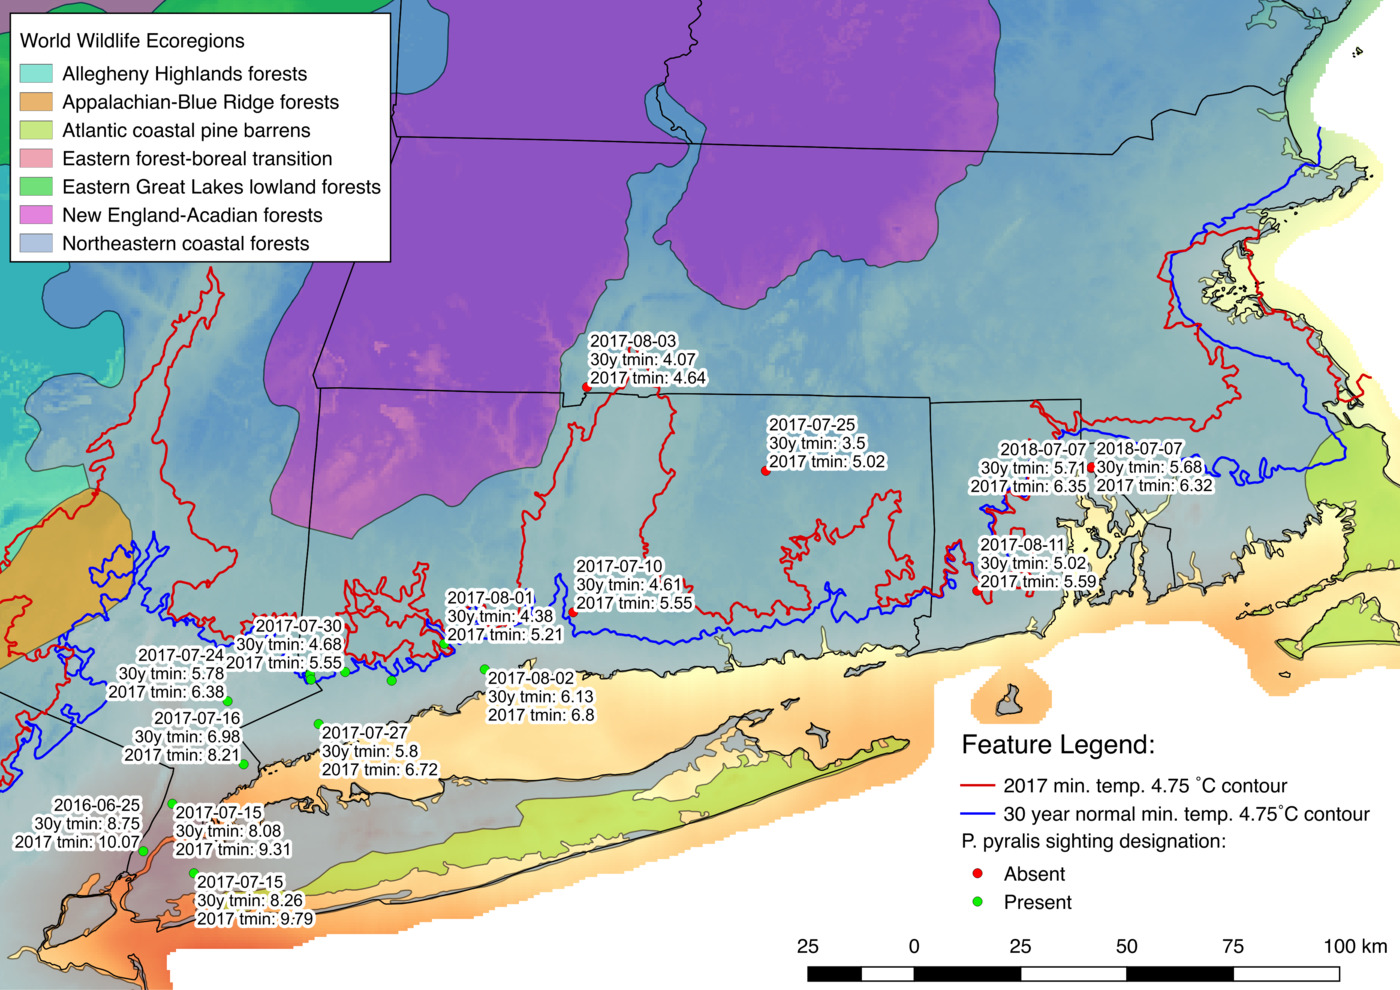 World Wildlife Ecoregions
Allegheny Highlands forests
Appalachian-Blue Ridge forests
Atlantic coastal pine barrens
Eastern forest-boreal transition
Eastern Great Lakes lowland forests
New England-Acadian forests
Northeastern coastal forests
2017-08-03
30y tmin: 4.07
2017 tmin: 4.64
2017-07-25
30y tmin: 3.5
2017 tmin: 5.02
2018-07-07
30y tmin: 5.71
2017 tmin: 6.35
2018-07-07
30y tmin: 5.68
2017 tmin: 6.32
2017-08-11
30y tmin: 5.02
2017 tmin: 5.59
2017-07-10
30y tmin: 4.61
2017 tmin: 5.55
2017-08-01
30y tmin: 4.38
2017 tmin: 5.21
2017-07-30
30y tmin: 4.68
2017 tmin: 5.55
2017-07-24
30y tmin: 5.78
2017 tmin: 6.38
2017-08-02
30y tmin: 6.13
2017 tmin: 6.8
2017-07-16
30y tmin: 6.98
2017 tmin: 8.21
2017-07-27
30y tmin: 5.8
2017 tmin: 6.72
2016-06-25
30y tmin: 8.75
2017 tmin: 10.07
2017-07-15
30y tmin: 8.08
2017 tmin: 9.31
2017-07-15
30y tmin: 8.26
2017 tmin: 9.79
Feature Legend:
2017 min. temp. 4.75 °C contour
30 year normal min. temp. 4.75°C contour
P. pyralis sighting designation:
Absent
Present
25 0 25 50 75 100 km